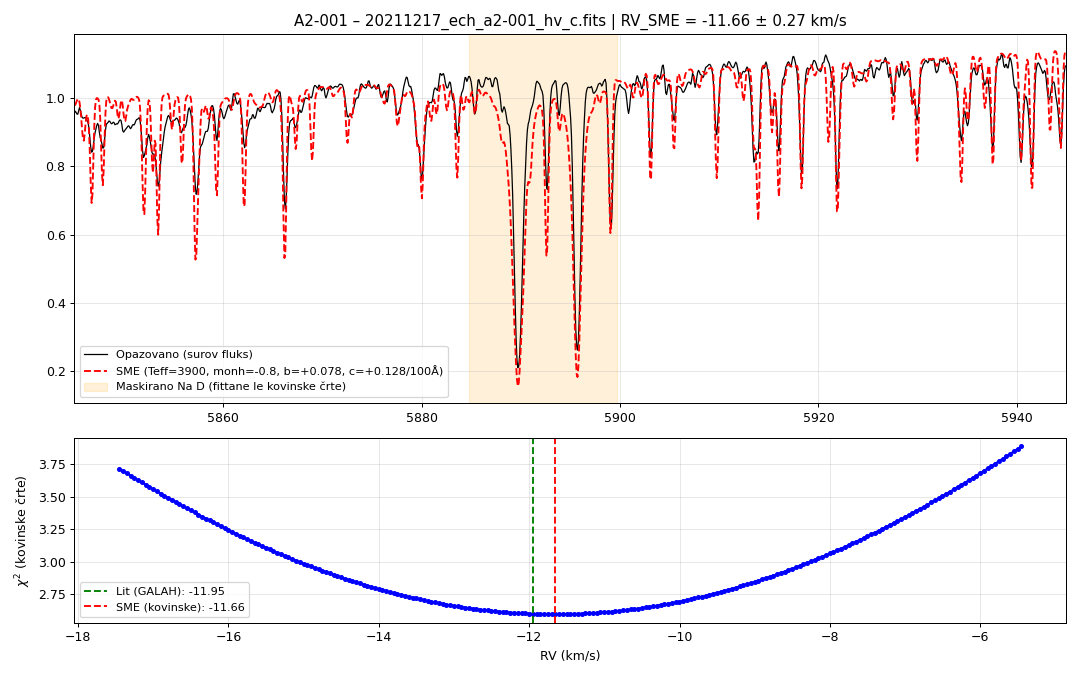 A2-001 – 20211217_ech_a2-001_hv_c.fits | RV_SME = -11.66 ± 0.27 km/s
1.0
0.8
0.6
0.4
0.2
Opazovano (surov fluks)
SME (Teff=3900, monh=-0.8, b=+0.078, c=+0.128/100Å)
Maskirano Na D (fittane le kovinske črte)
5860 5880 5900 5920 5940
χ² (kovinske črte)
3.75
3.50
3.25
3.00
2.75
Lit (GALAH): -11.95
SME (kovinske): -11.66
−18 −16 −14 −12 −10 −8 −6
RV (km/s)